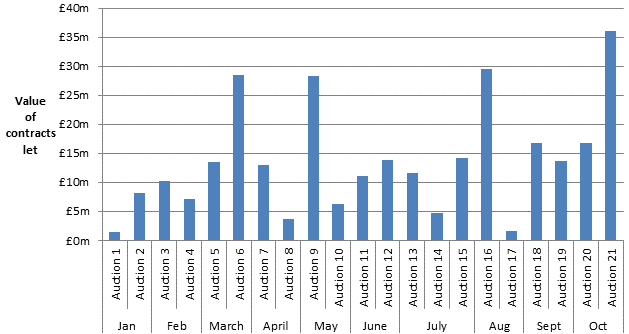 £40m
£35m
£30m
£25m
£20m
£15m
£10m
£5m
£0m
Value
of
contracts
let
Auction 1
Auction 2
Auction 3
Auction 4
Auction 5
Auction 6
Auction 7
Auction 8
Auction 9
Auction 10
Auction 11
Auction 12
Auction 13
Auction 14
Auction 15
Auction 16
Auction 17
Auction 18
Auction 19
Auction 20
Auction 21
Jan Feb March April May June July Aug Sept Oct